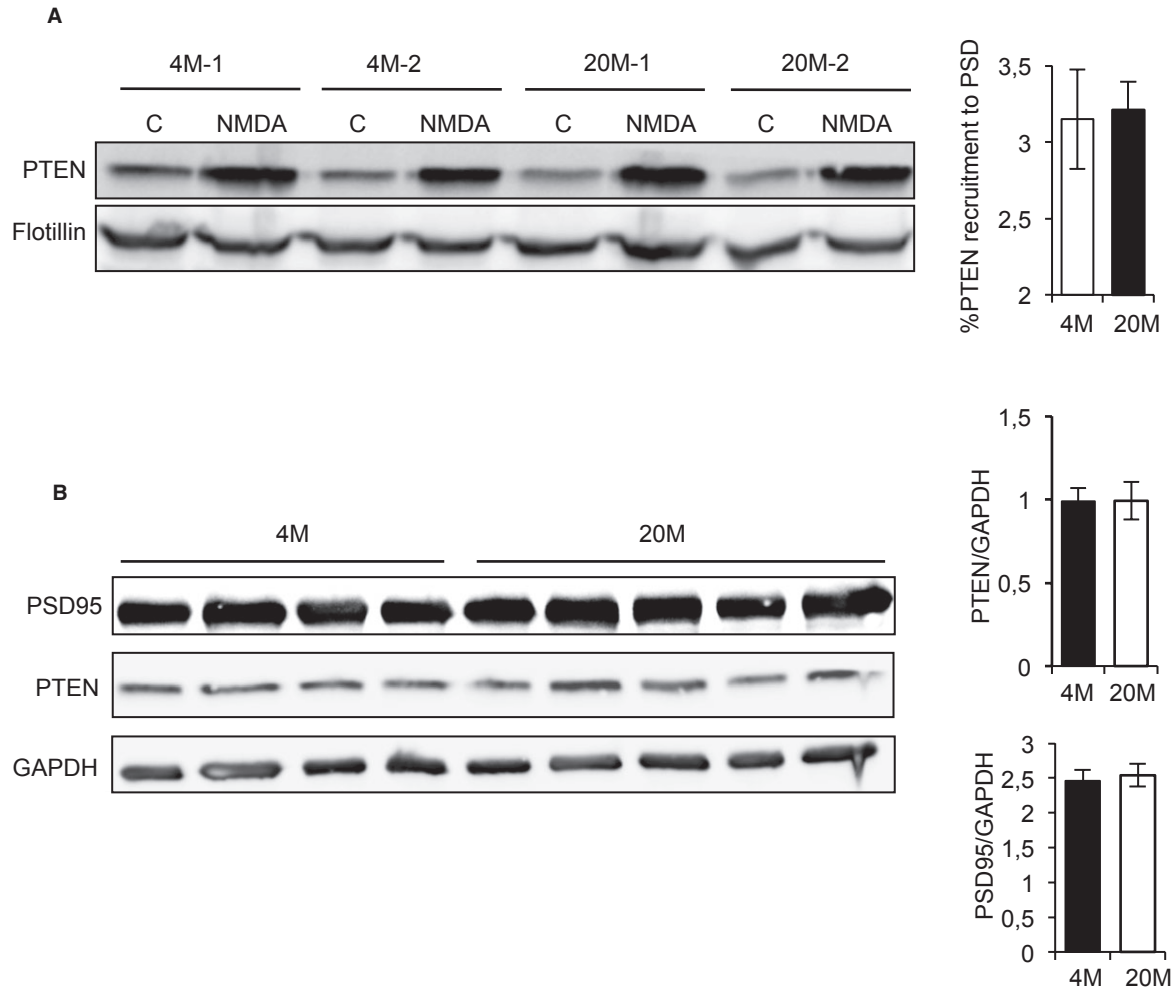 A
4M-1 4M-2 20M-1 20M-2
C NMDA C NMDA C NMDA C NMDA
PTEN
Flotillin
%PTEN recruitment to PSD
3,5
3
2,5
2
4M 20M
B
4M 20M
PSD95
PTEN
GAPDH
PTEN/GAPDH
1,5
1
0,5
0
4M 20M
PSD95/GAPDH
3
2,5
2
1,5
1
0,5
0
4M 20M